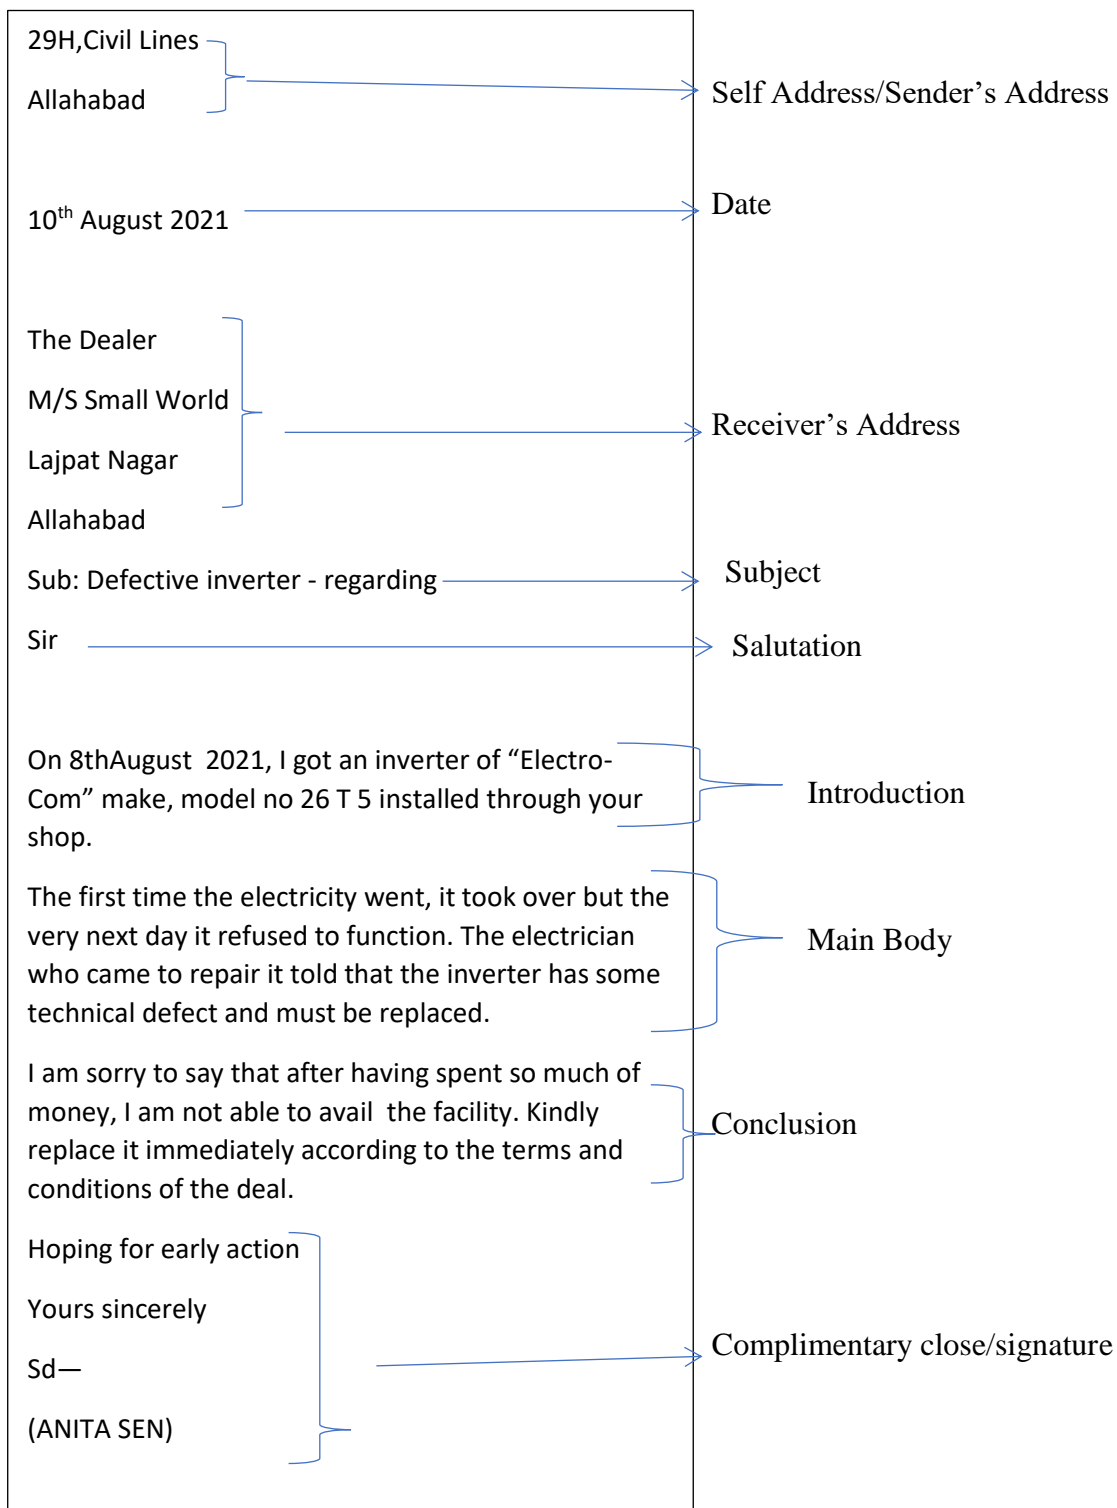 29H,Civil Lines
Allahabad
Self Address/Sender’s Address
10th August 2021
Date
The Dealer
M/S Small World
Lajpat Nagar
Allahabad
Receiver’s Address
Sub: Defective inverter - regarding
Subject
Sir
Salutation
On 8thAugust  2021, I got an inverter of “Electro-
Com” make, model no 26 T 5 installed through your
shop.
Introduction
The first time the electricity went, it took over but the
very next day it refused to function. The electrician
who came to repair it told that the inverter has some
technical defect and must be replaced.
Main Body
I am sorry to say that after having spent so much of
money, I am not able to avail  the facility. Kindly
replace it immediately according to the terms and
conditions of the deal.
Conclusion
Hoping for early action
Yours sincerely
Sd—
(ANITA SEN)
Complimentary close/signature